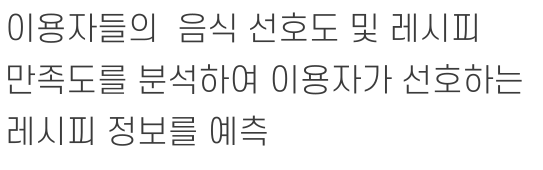 이용자들의 음식 선호도 및 레시피
만족도를 분석하여 이용자가 선호하는
레시피 정보를 예측